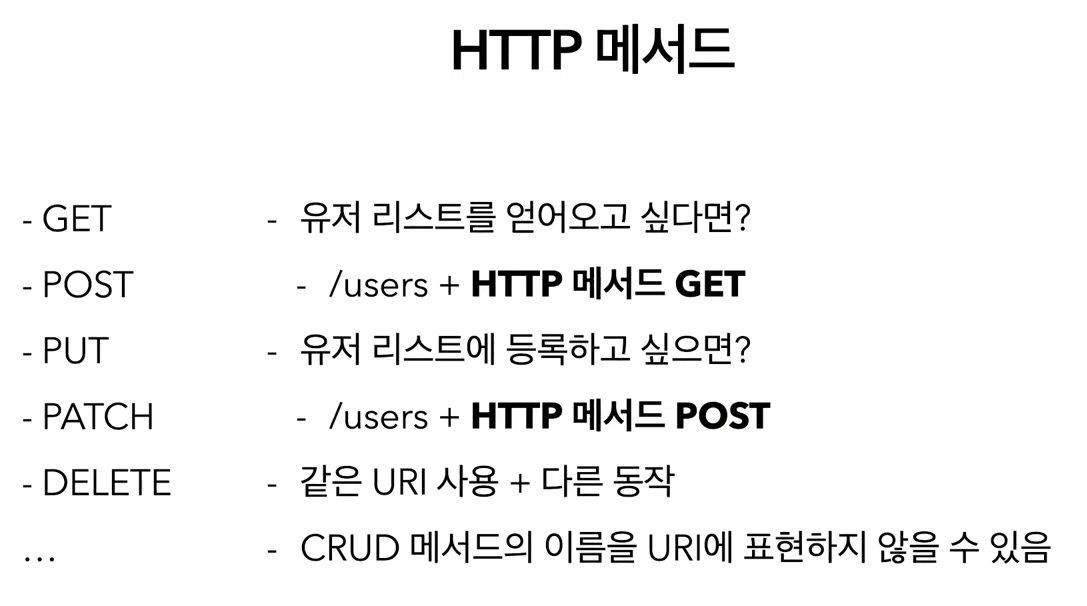 HTTP 메서드
- GET
- POST
- PUT
- PATCH
- DELETE
...
- 유저 리스트를 얻어오고 싶다면?
- /users + HTTP 메서드 GET
- 유저 리스트에 등록하고 싶으면?
- /users + HTTP 메서드 POST
- 같은 URI 사용 + 다른 동작
- CRUD 메서드의 이름을 URI에 표현하지 않을 수 있음